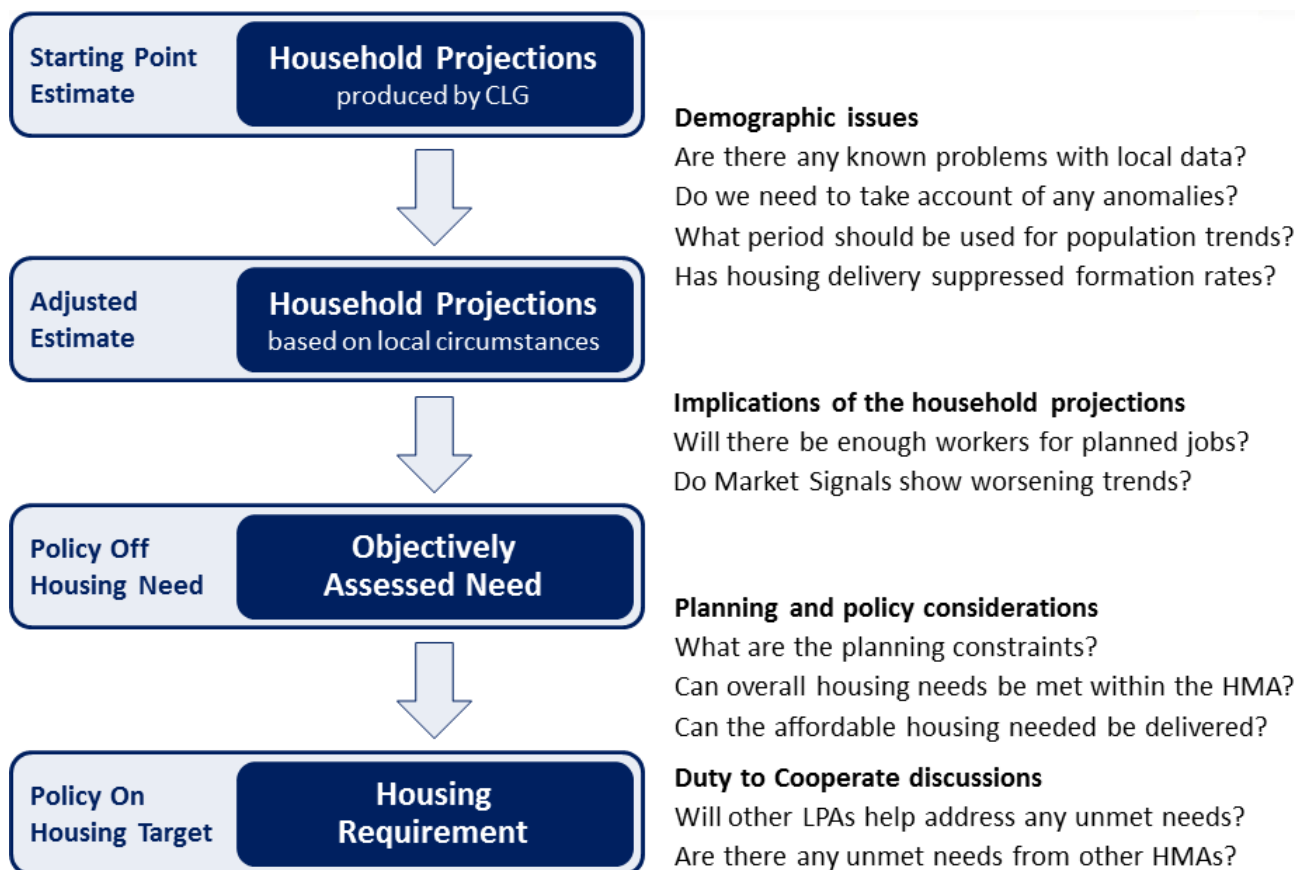 Starting Point
Estimate
Household Projections
produced by CLG
Demographic issues
Are there any known problems with local data?
Do we need to take account of any anomalies?
What period should be used for population trends?
Has housing delivery suppressed formation rates?
Adjusted
Estimate
Household Projections
based on local circumstances
Implications of the household projections
Will there be enough workers for planned jobs?
Do Market Signals show worsening trends?
Policy Off
Housing Need
Objectively
Assessed Need
Planning and policy considerations
What are the planning constraints?
Can overall housing needs be met within the HMA?
Can the affordable housing needed be delivered?
Policy On
Housing Target
Housing
Requirement
Duty to Cooperate discussions
Will other LPAs help address any unmet needs?
Are there any unmet needs from other HMAs?